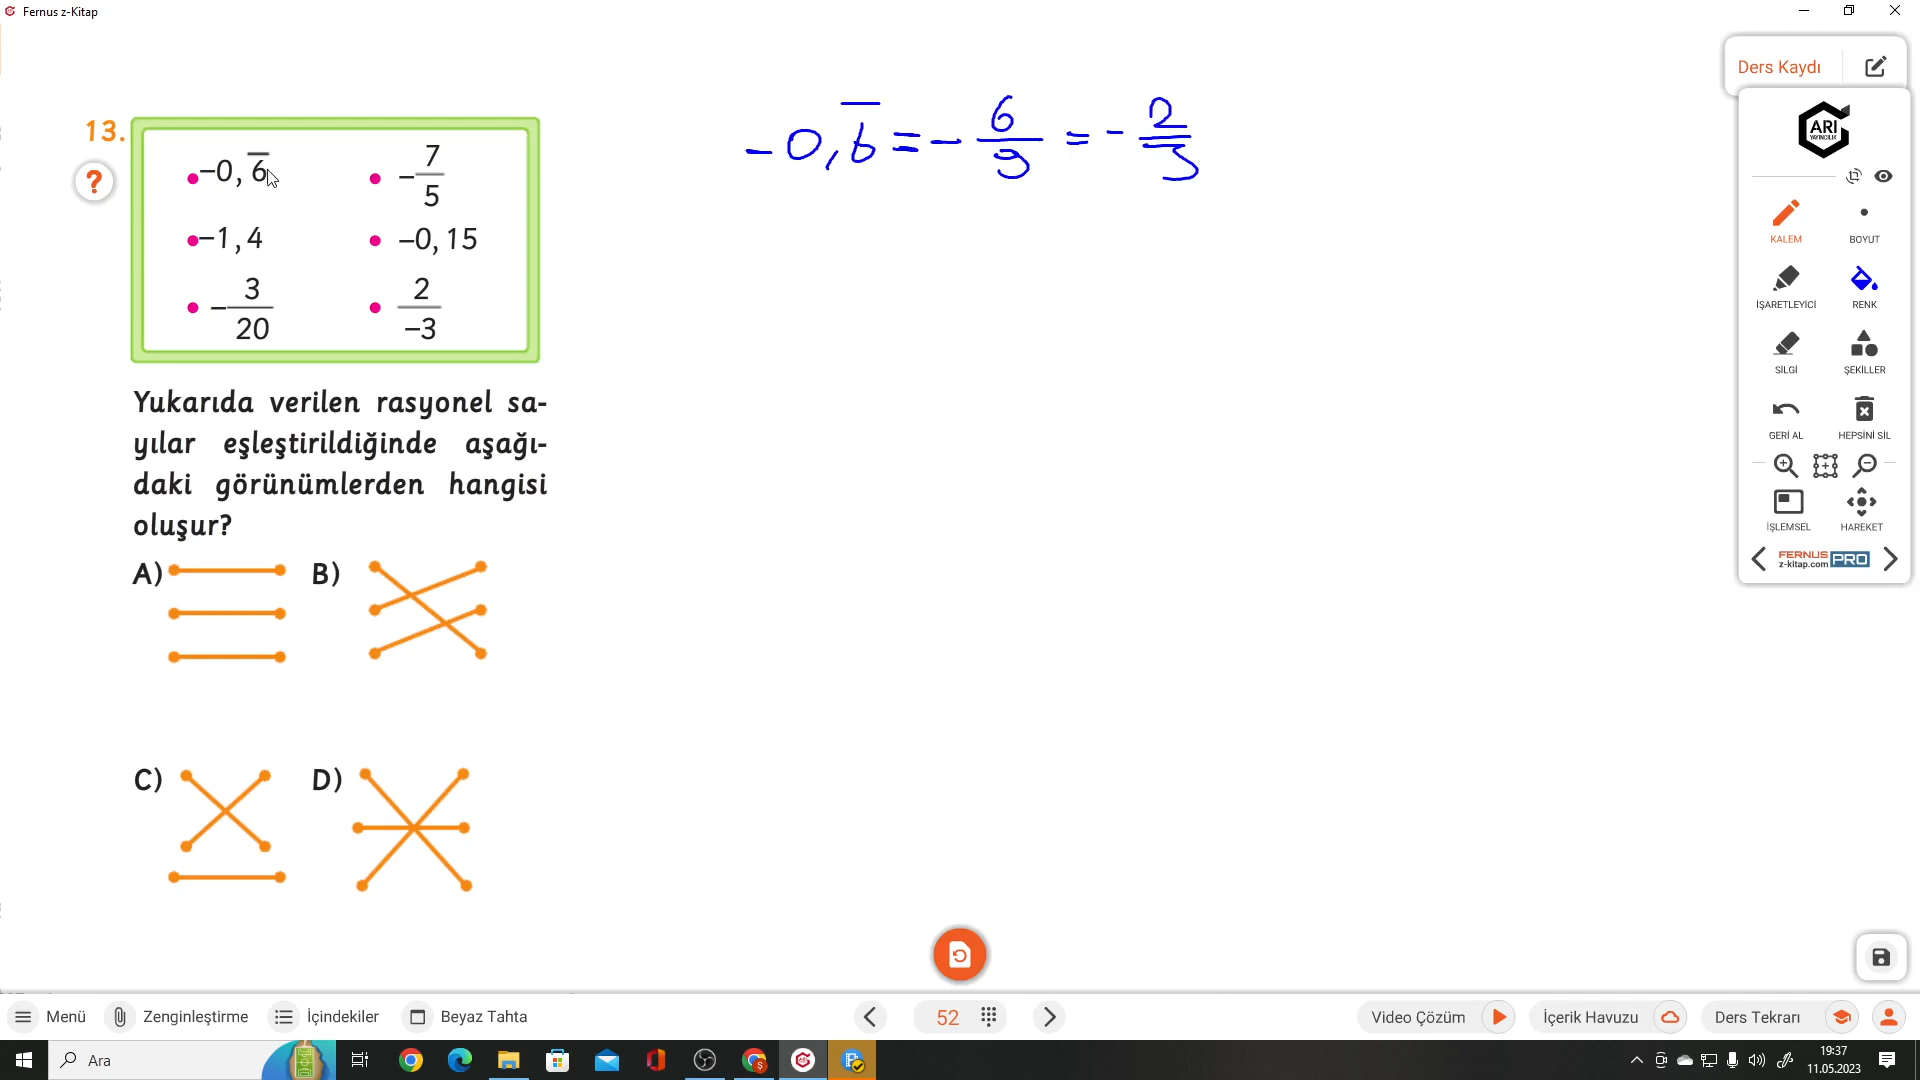 Fernus z-Kitap
Ders Kaydı
13.
?
−0, 6̅
−7/5
−1,4
−0,15
−3/20
2/−3
−0,6̅ = −6/9 = −2/3
Yukarıda verilen rasyonel sa-
yılar eşleştirildiğinde aşağı-
daki görünümlerden hangisi
oluşur?
A)
B)
C)
D)
ARI
YAYINCILIK
KALEM
BOYUT
İŞARETLEYİCİ
RENK
SİLGİ
ŞEKİLLER
GERİ AL
HEPSİNİ SİL
İŞLEMSEL
HAREKET
FERNUS
z-kitap.com PRO
Menü
Zenginleştirme
İçindekiler
Beyaz Tahta
52
Video Çözüm
İçerik Havuzu
Ders Tekrarı
Ara
19:37
11.05.2023